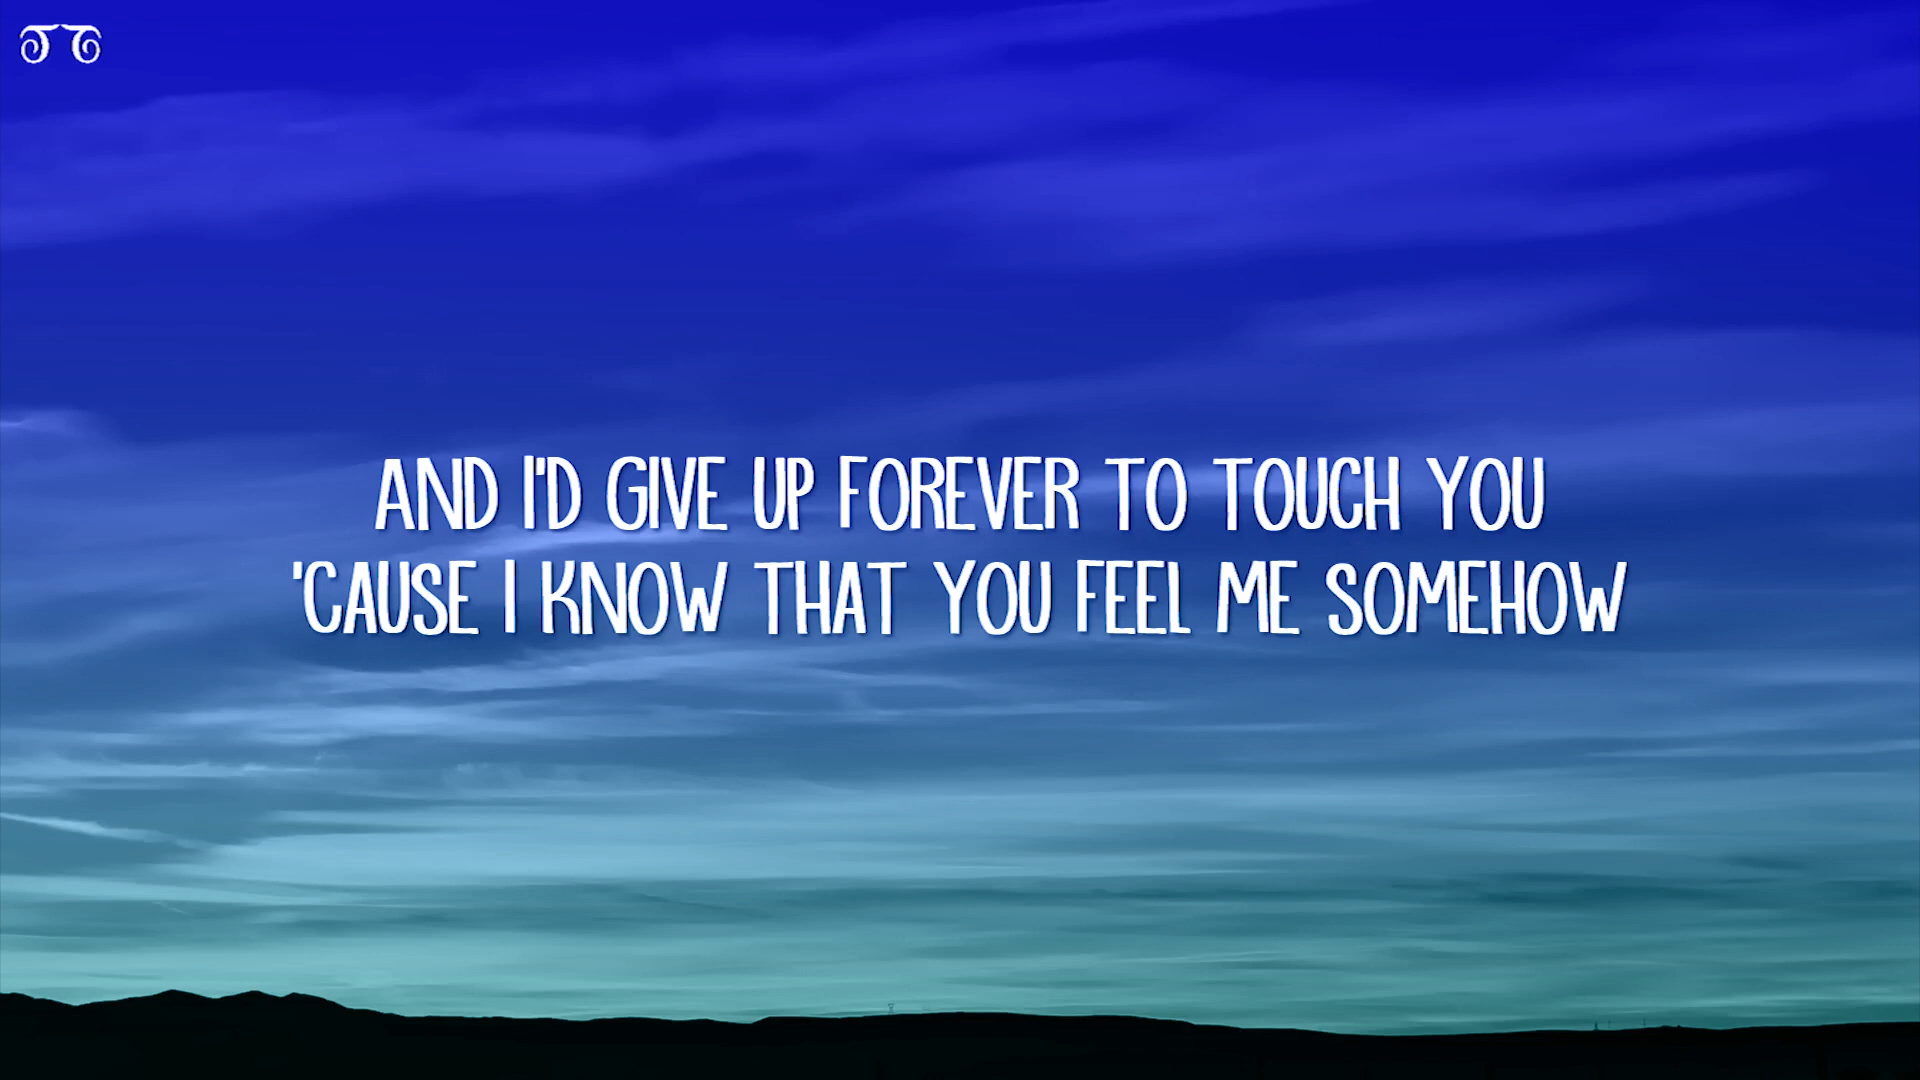 AND I'D GIVE UP FOREVER TO TOUCH YOU
'CAUSE I KNOW THAT YOU FEEL ME SOMEHOW